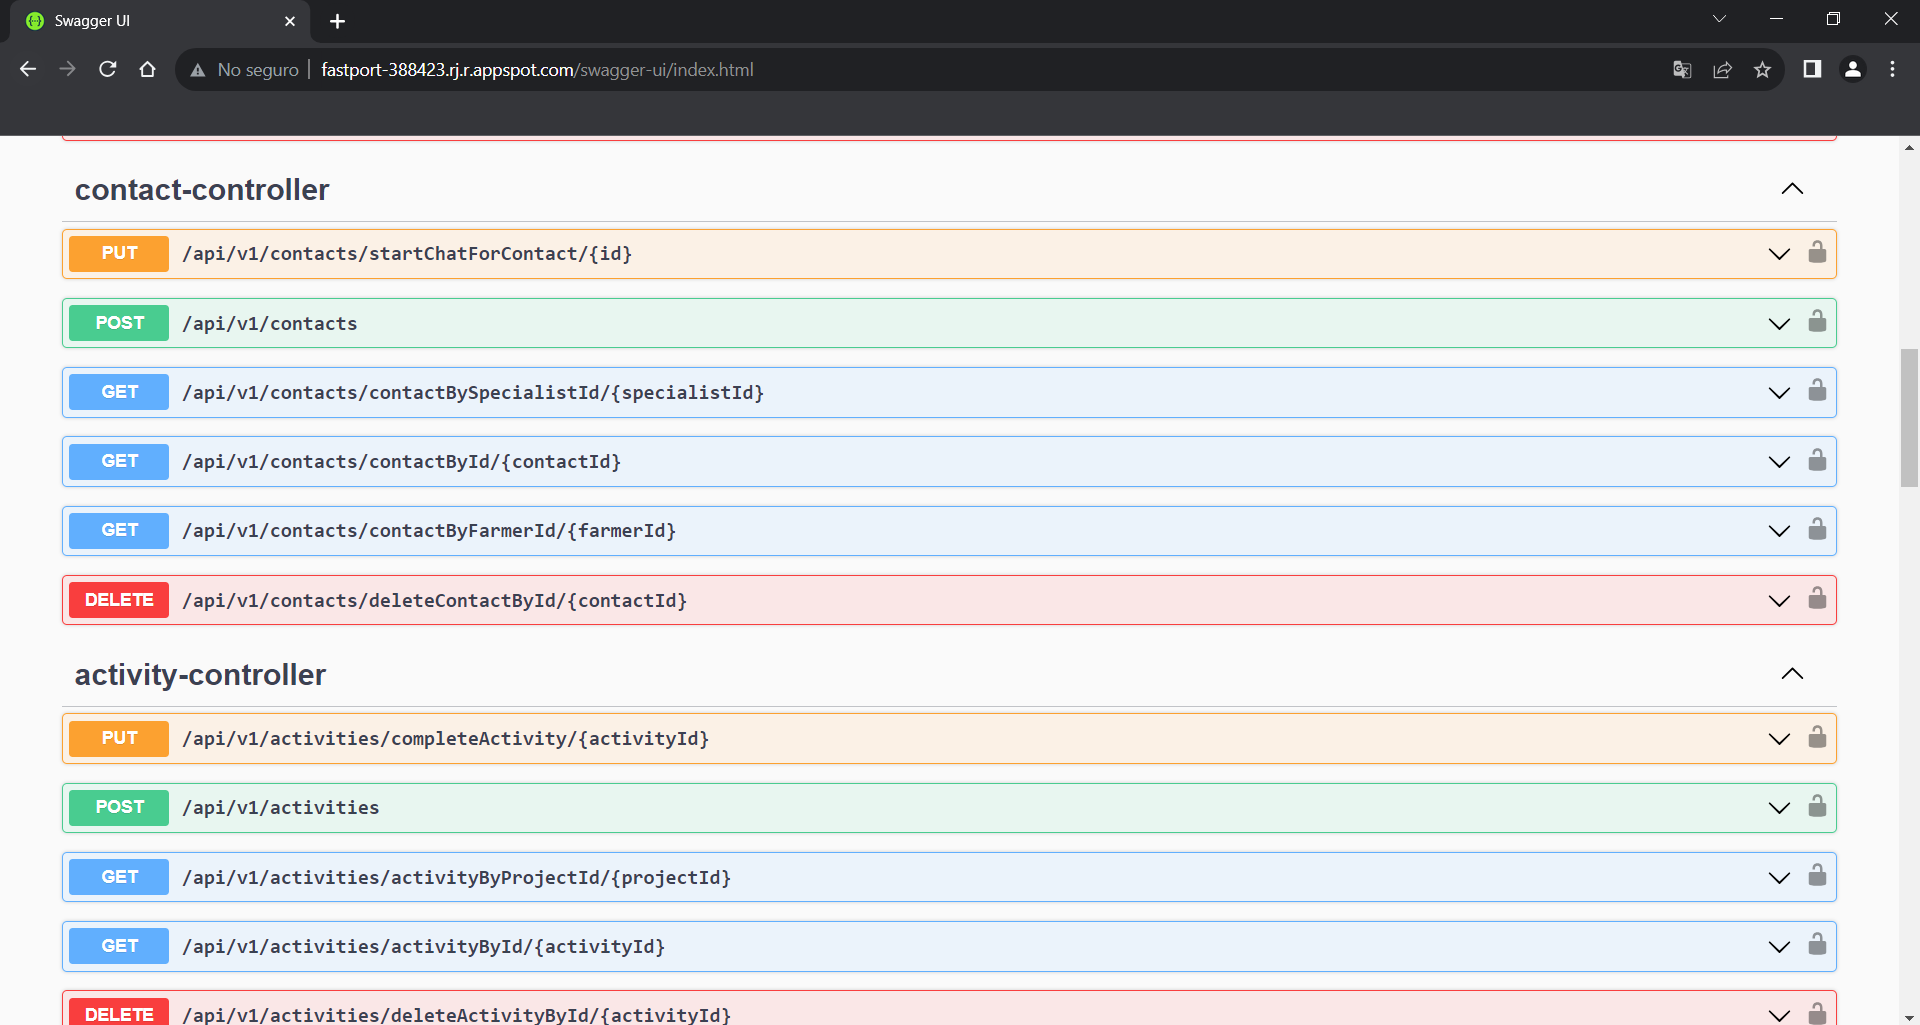 Swagger UI
No seguro fastport-388423.rj.r.appspot.com/swagger-ui/index.html
contact-controller
PUT /api/v1/contacts/startChatForContact/{id}
POST /api/v1/contacts
GET /api/v1/contacts/contactBySpecialistId/{specialistId}
GET /api/v1/contacts/contactById/{contactId}
GET /api/v1/contacts/contactByFarmerId/{farmerId}
DELETE /api/v1/contacts/deleteContactById/{contactId}
activity-controller
PUT /api/v1/activities/completeActivity/{activityId}
POST /api/v1/activities
GET /api/v1/activities/activityByProjectId/{projectId}
GET /api/v1/activities/activityById/{activityId}
DELETE /api/v1/activities/deleteActivityById/{activityId}